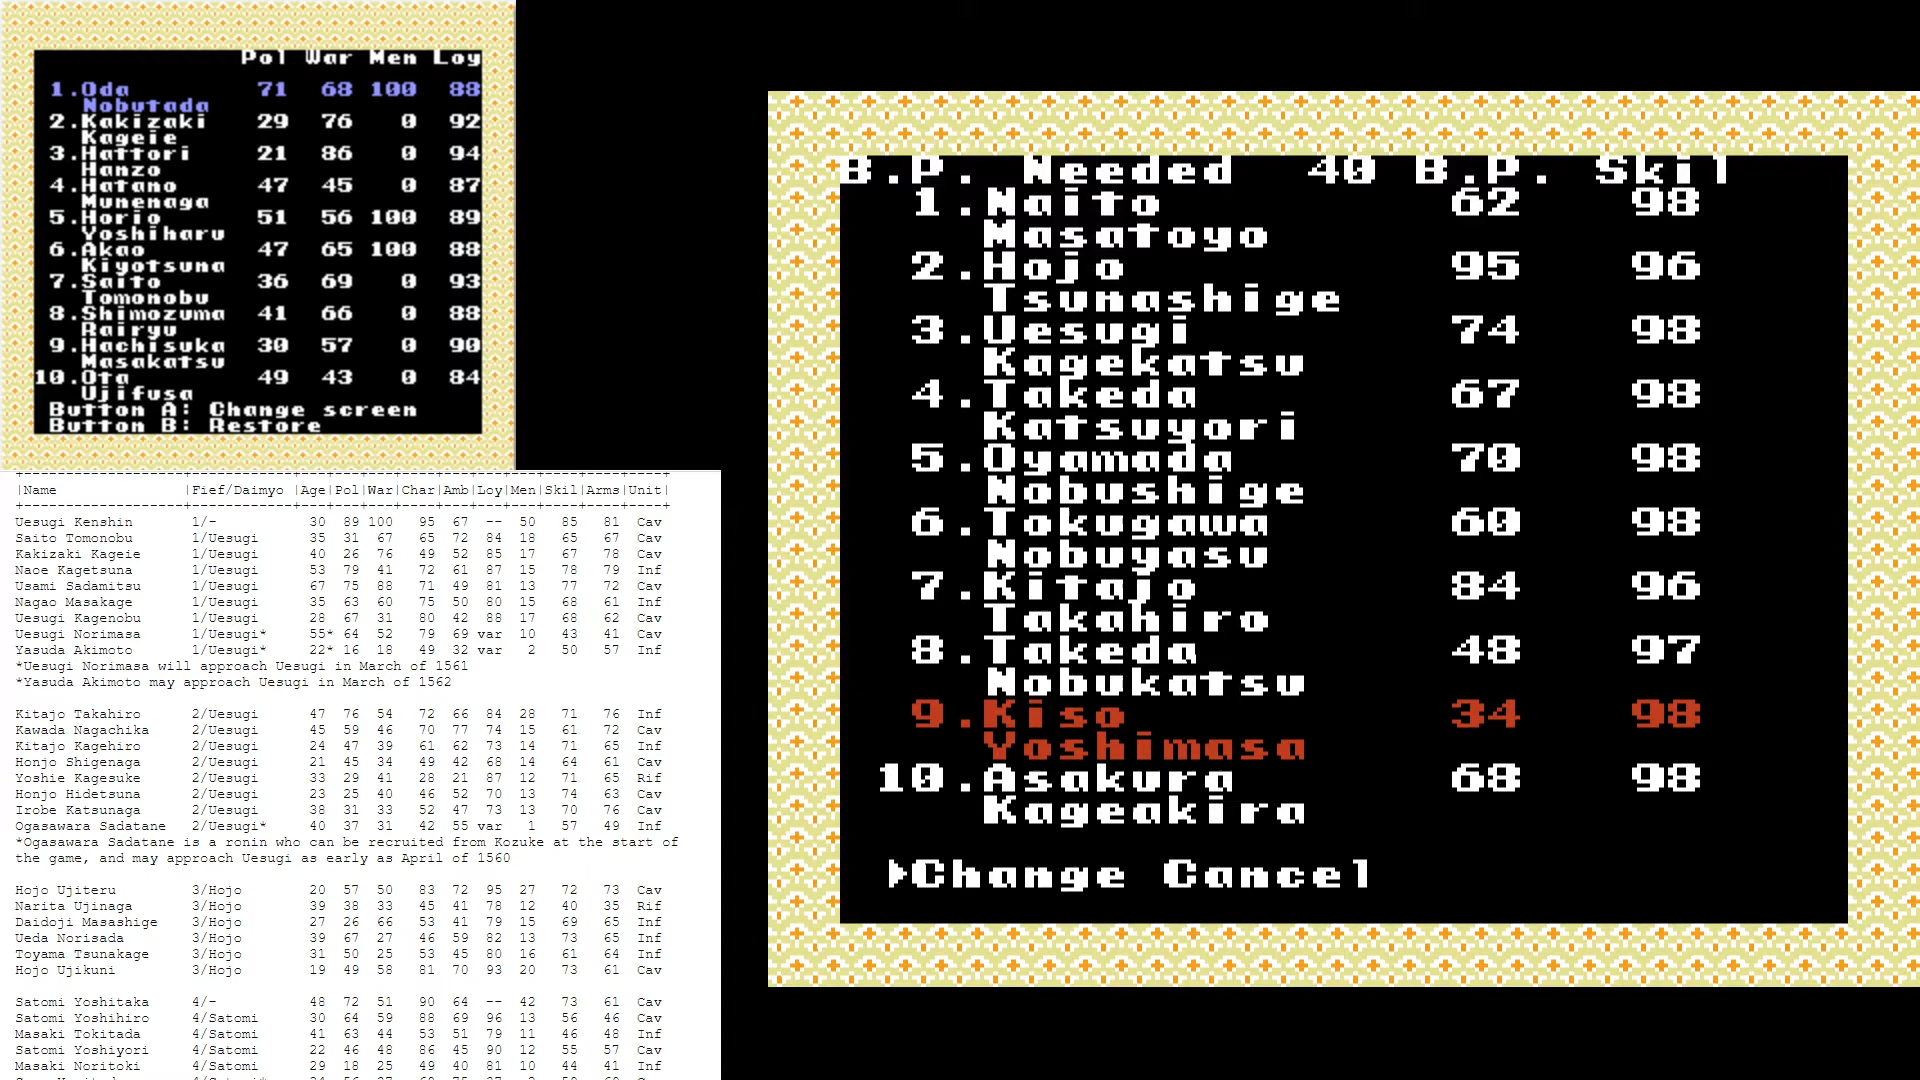 Pol War Men Loy
1.Oda 71 68 100 88
Nobutada
2.Kakizaki 29 76 0 92
Kageie
3.Hattori 21 86 0 94
Hanzo
4.Hatano 47 45 0 87
Munenaga
5.Horio 51 56 100 89
Yoshiharu
6.Akao 47 65 100 88
Kiyotsuna
7.Saito 36 69 0 93
Tomonobu
8.Shimozuma 41 66 0 88
Rairyu
9.Hachisuka 30 57 0 90
Masakatsu
10.Ota 49 43 0 84
Ujifusa
Button A: Change screen
Button B: Restore
|Name |Fief/Daimyo |Age|Pol|War|Char|Amb|Loy|Men|Skil|Arms|Unit|
Uesugi Kenshin 1/- 30 89 100 95 67 -- 50 85 81 Cav
Saito Tomonobu 1/Uesugi 35 31 67 65 72 84 18 65 67 Cav
Kakizaki Kageie 1/Uesugi 40 26 76 49 52 85 17 67 78 Cav
Naoe Kagetsuna 1/Uesugi 53 79 41 72 61 87 15 78 79 Inf
Usami Sadamitsu 1/Uesugi 67 75 88 71 49 81 13 77 72 Cav
Nagao Masakage 1/Uesugi 35 63 60 75 50 80 15 68 61 Inf
Uesugi Kagenobu 1/Uesugi 28 67 31 80 42 88 17 68 62 Cav
Uesugi Norimasa 1/Uesugi* 55* 64 52 79 69 var 10 43 41 Cav
Yasuda Akimoto 1/Uesugi* 22* 16 18 49 32 var 2 50 57 Inf
*Uesugi Norimasa will approach Uesugi in March of 1561
*Yasuda Akimoto may approach Uesugi in March of 1562
Kitajo Takahiro 2/Uesugi 47 76 54 72 66 84 28 71 76 Inf
Kawada Nagachika 2/Uesugi 45 59 46 70 77 74 15 61 72 Cav
Kitajo Kagehiro 2/Uesugi 24 47 39 61 62 73 14 71 65 Inf
Honjo Shigenaga 2/Uesugi 21 45 34 49 42 68 14 64 61 Cav
Yoshie Kagesuke 2/Uesugi 33 29 41 28 21 87 12 71 65 Rif
Honjo Hidetsuna 2/Uesugi 23 25 40 46 52 70 13 74 63 Cav
Irobe Katsunaga 2/Uesugi 38 31 33 52 47 73 13 70 76 Cav
Ogasawara Sadatane 2/Uesugi* 40 37 31 42 55 var 1 57 49 Inf
*Ogasawara Sadatane is a ronin who can be recruited from Kozuke at the start of
the game, and may approach Uesugi as early as April of 1560
Hojo Ujiteru 3/Hojo 20 57 50 83 72 95 27 72 73 Cav
Narita Ujinaga 3/Hojo 39 38 33 45 41 78 12 40 35 Rif
Daidoji Masashige 3/Hojo 27 26 66 53 41 79 15 69 65 Inf
Ueda Norisada 3/Hojo 39 67 27 46 59 82 13 73 65 Inf
Toyama Tsunakage 3/Hojo 31 50 25 53 45 80 16 61 64 Inf
Hojo Ujikuni 3/Hojo 19 49 58 81 70 93 20 73 61 Cav
Satomi Yoshitaka 4/- 48 72 51 90 64 -- 42 73 61 Cav
Satomi Yoshihiro 4/Satomi 30 64 59 88 69 96 13 56 46 Cav
Masaki Tokitada 4/Satomi 41 63 44 53 51 79 11 46 48 Inf
Satomi Yoshiyori 4/Satomi 22 46 48 86 45 90 12 55 57 Cav
Masaki Noritoki 4/Satomi 29 18 25 49 40 81 10 44 41 Inf
B.P. Needed 40 B.P. Skil
1.Naito 62 98
Masatoyo
2.Hojo 95 96
Tsunashige
3.Uesugi 74 98
Kagekatsu
4.Takeda 67 98
Katsuyori
5.Oyamada 70 98
Nobushige
6.Tokugawa 60 98
Nobuyasu
7.Kitajo 84 96
Takahiro
8.Takeda 48 97
Nobukatsu
9.Kiso 34 98
Yoshimasa
10.Asakura 68 98
Kageakira
Change Cancel